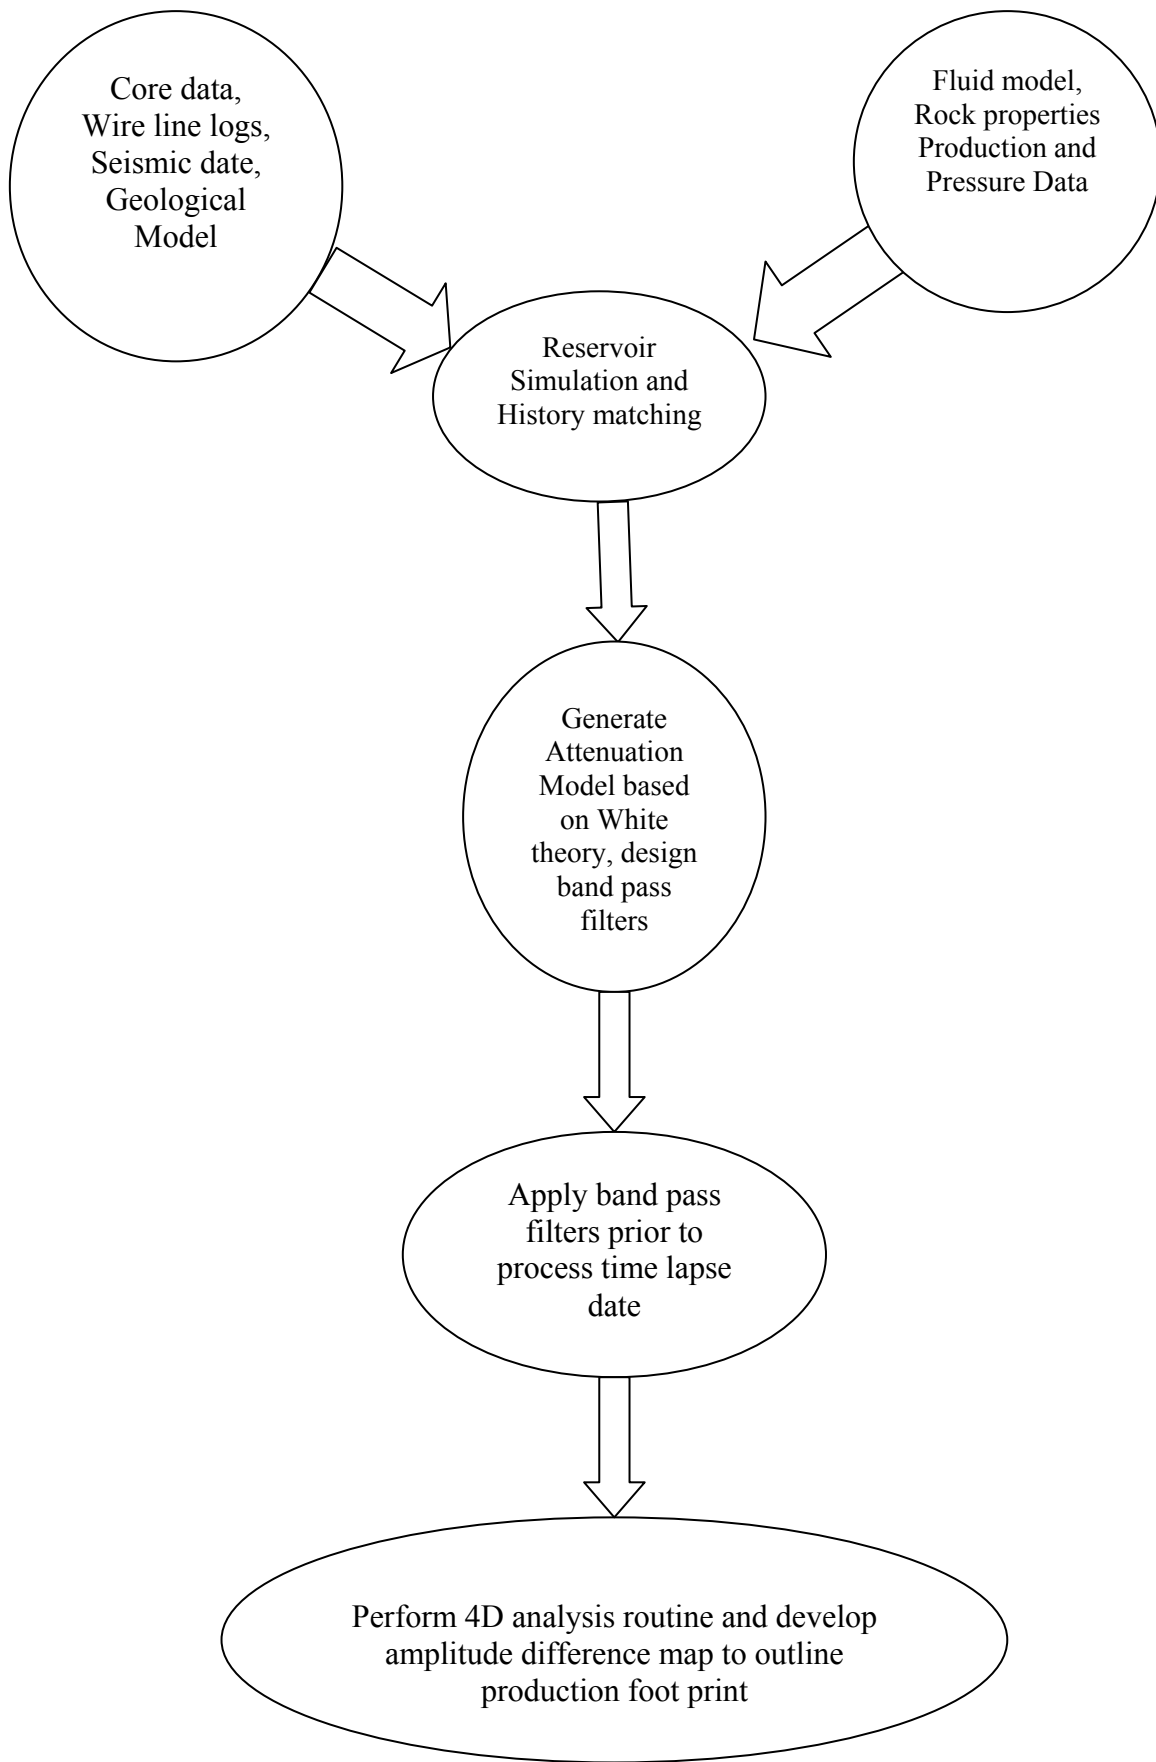 Core data,
Wire line logs,
Seismic date,
Geological
Model
Fluid model,
Rock properties
Production and
Pressure Data
Reservoir
Simulation and
History matching
Generate
Attenuation
Model based
on White
theory, design
band pass
filters
Apply band pass
filters prior to
process time lapse
date
Perform 4D analysis routine and develop
amplitude difference map to outline
production foot print